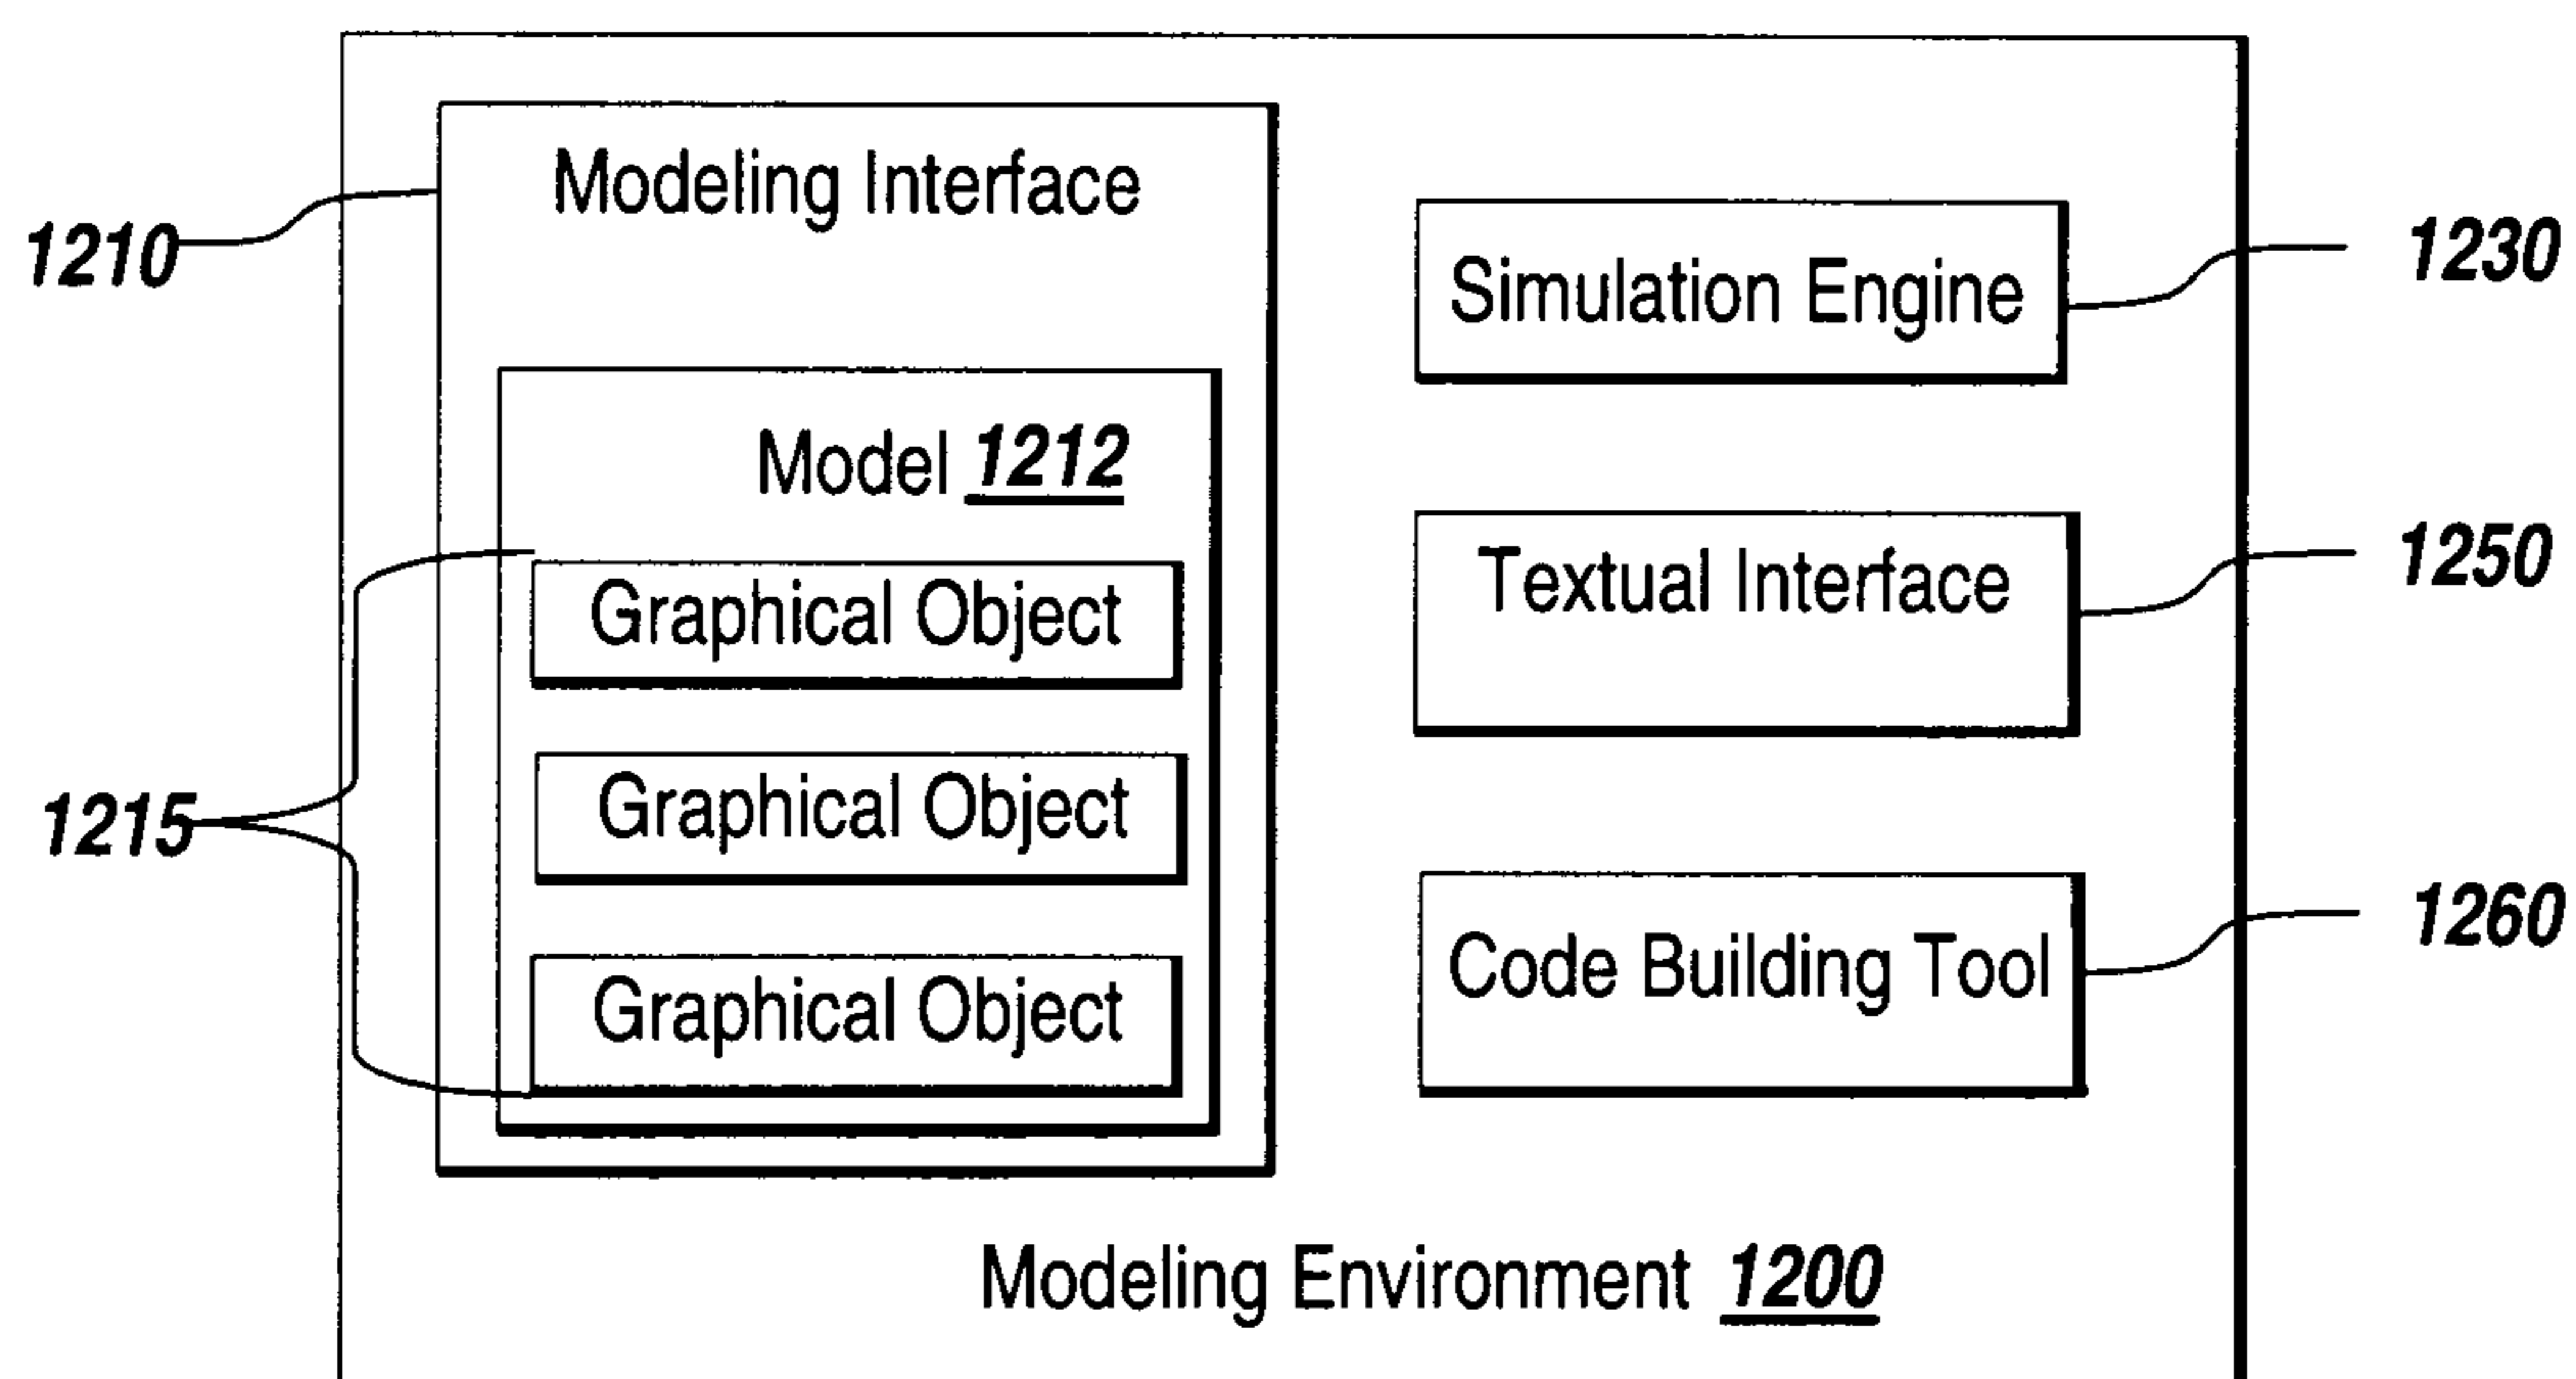 Modeling Interface
1210
Simulation Engine
1230
Model 1212
Graphical Object
Textual Interface
1250
Graphical Object
1215
Graphical Object
Code Building Tool
1260
Modeling Environment 1200